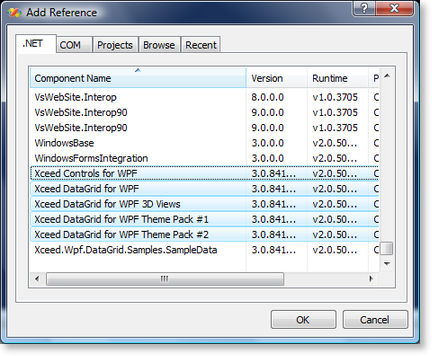 Add Reference
.NET COM Projects Browse Recent
Component Name Version Runtime P
VsWebSite.Interop 8.0.0.0 v1.0.3705 C
VsWebSite.Interop90 9.0.0.0 v1.0.3705 C
VsWebSite.Interop90 9.0.0.0 v1.0.3705 C
WindowsBase 3.0.0.0 v2.0.50... C
WindowsFormsIntegration 3.0.0.0 v2.0.50... C
Xceed Controls for WPF 3.0.841... v2.0.50... C
Xceed DataGrid for WPF 3.0.841... v2.0.50... C
Xceed DataGrid for WPF 3D Views 3.0.841... v2.0.50... C
Xceed DataGrid for WPF Theme Pack #1 3.0.841... v2.0.50... C
Xceed DataGrid for WPF Theme Pack #2 3.0.841... v2.0.50... C
Xceed.Wpf.DataGrid.Samples.SampleData 3.0.841... v2.0.50... C
OK Cancel